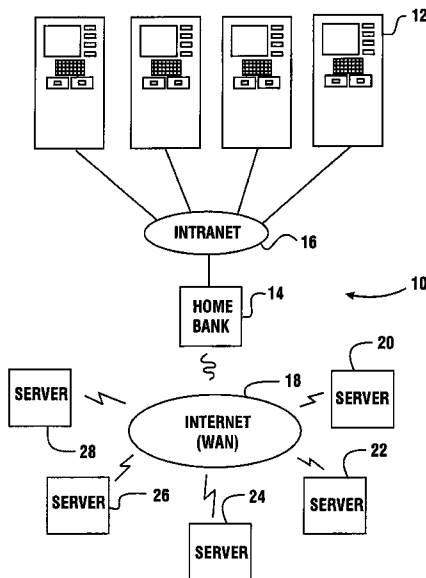 12
INTRANET
16
HOME
BANK
14
10
18
20
SERVER
SERVER
INTERNET
(WAN)
28
22
SERVER
26
24
SERVER
SERVER